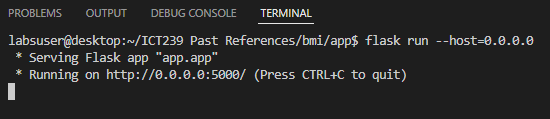 PROBLEMS OUTPUT DEBUG CONSOLE TERMINAL
labsuser@desktop:~/ICT239 Past References/bmi/app$ flask run --host=0.0.0.0
* Serving Flask app "app.app"
* Running on http://0.0.0.0:5000/ (Press CTRL+C to quit)